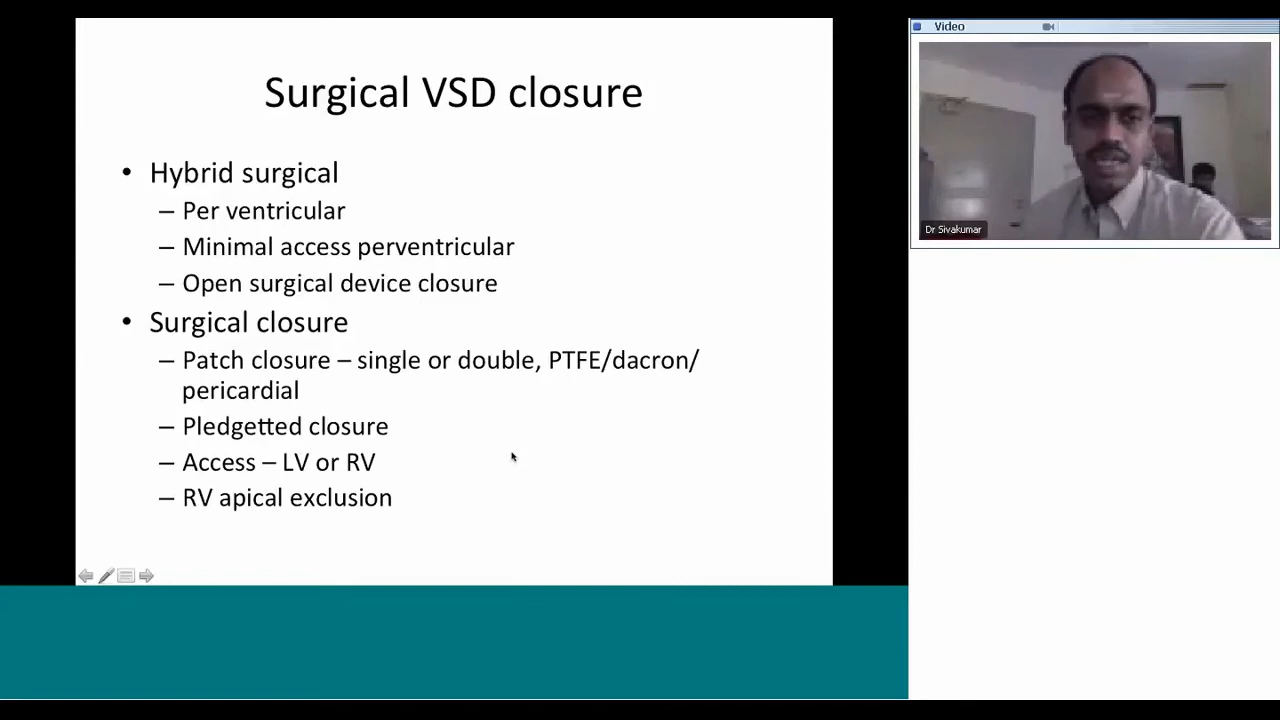 Surgical VSD closure
• Hybrid surgical
– Per ventricular
– Minimal access perventricular
– Open surgical device closure
• Surgical closure
– Patch closure – single or double, PTFE/dacron/
pericardial
– Pledgetted closure
– Access – LV or RV
– RV apical exclusion
Video
Dr Sivakumar